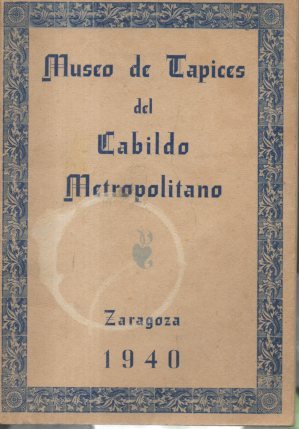 Museo de Tapices
del
Cabildo
Metropolitano
Zaragoza
1940